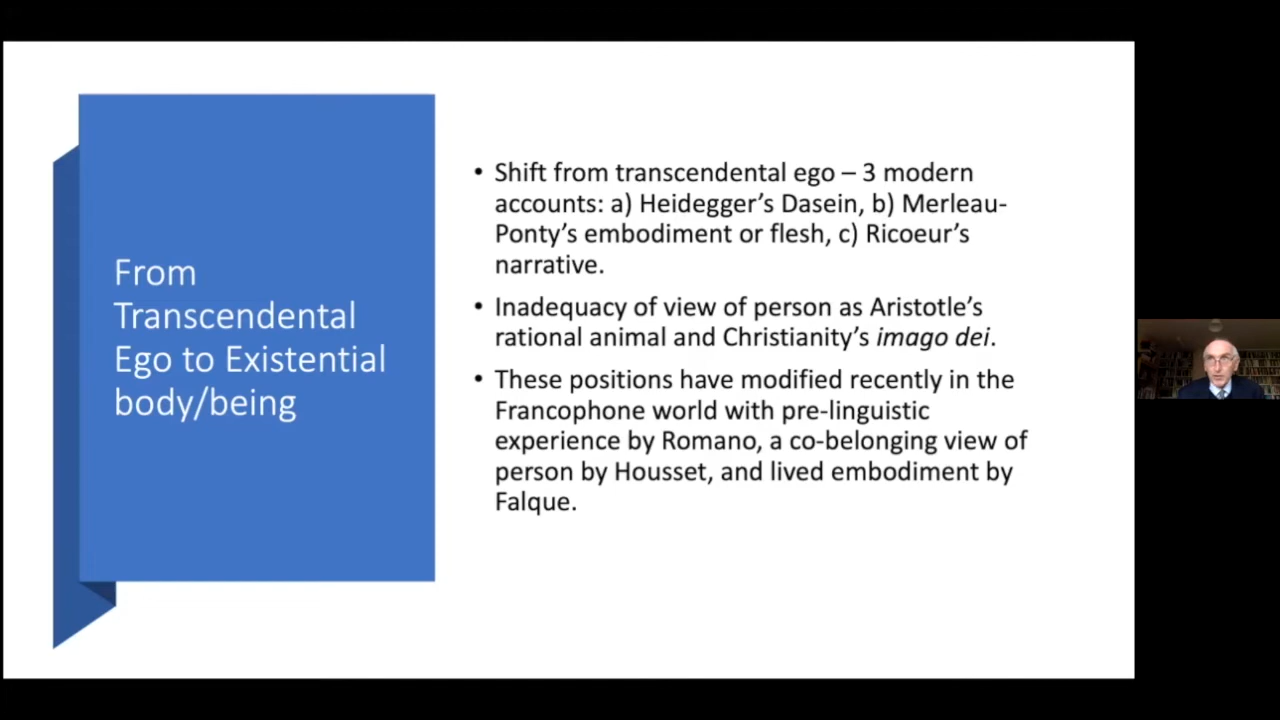 From
Transcendental
Ego to Existential
body/being
• Shift from transcendental ego – 3 modern
accounts: a) Heidegger's Dasein, b) Merleau-
Ponty's embodiment or flesh, c) Ricoeur's
narrative.
• Inadequacy of view of person as Aristotle's
rational animal and Christianity's imago dei.
• These positions have modified recently in the
Francophone world with pre-linguistic
experience by Romano, a co-belonging view of
person by Housset, and lived embodiment by
Falque.